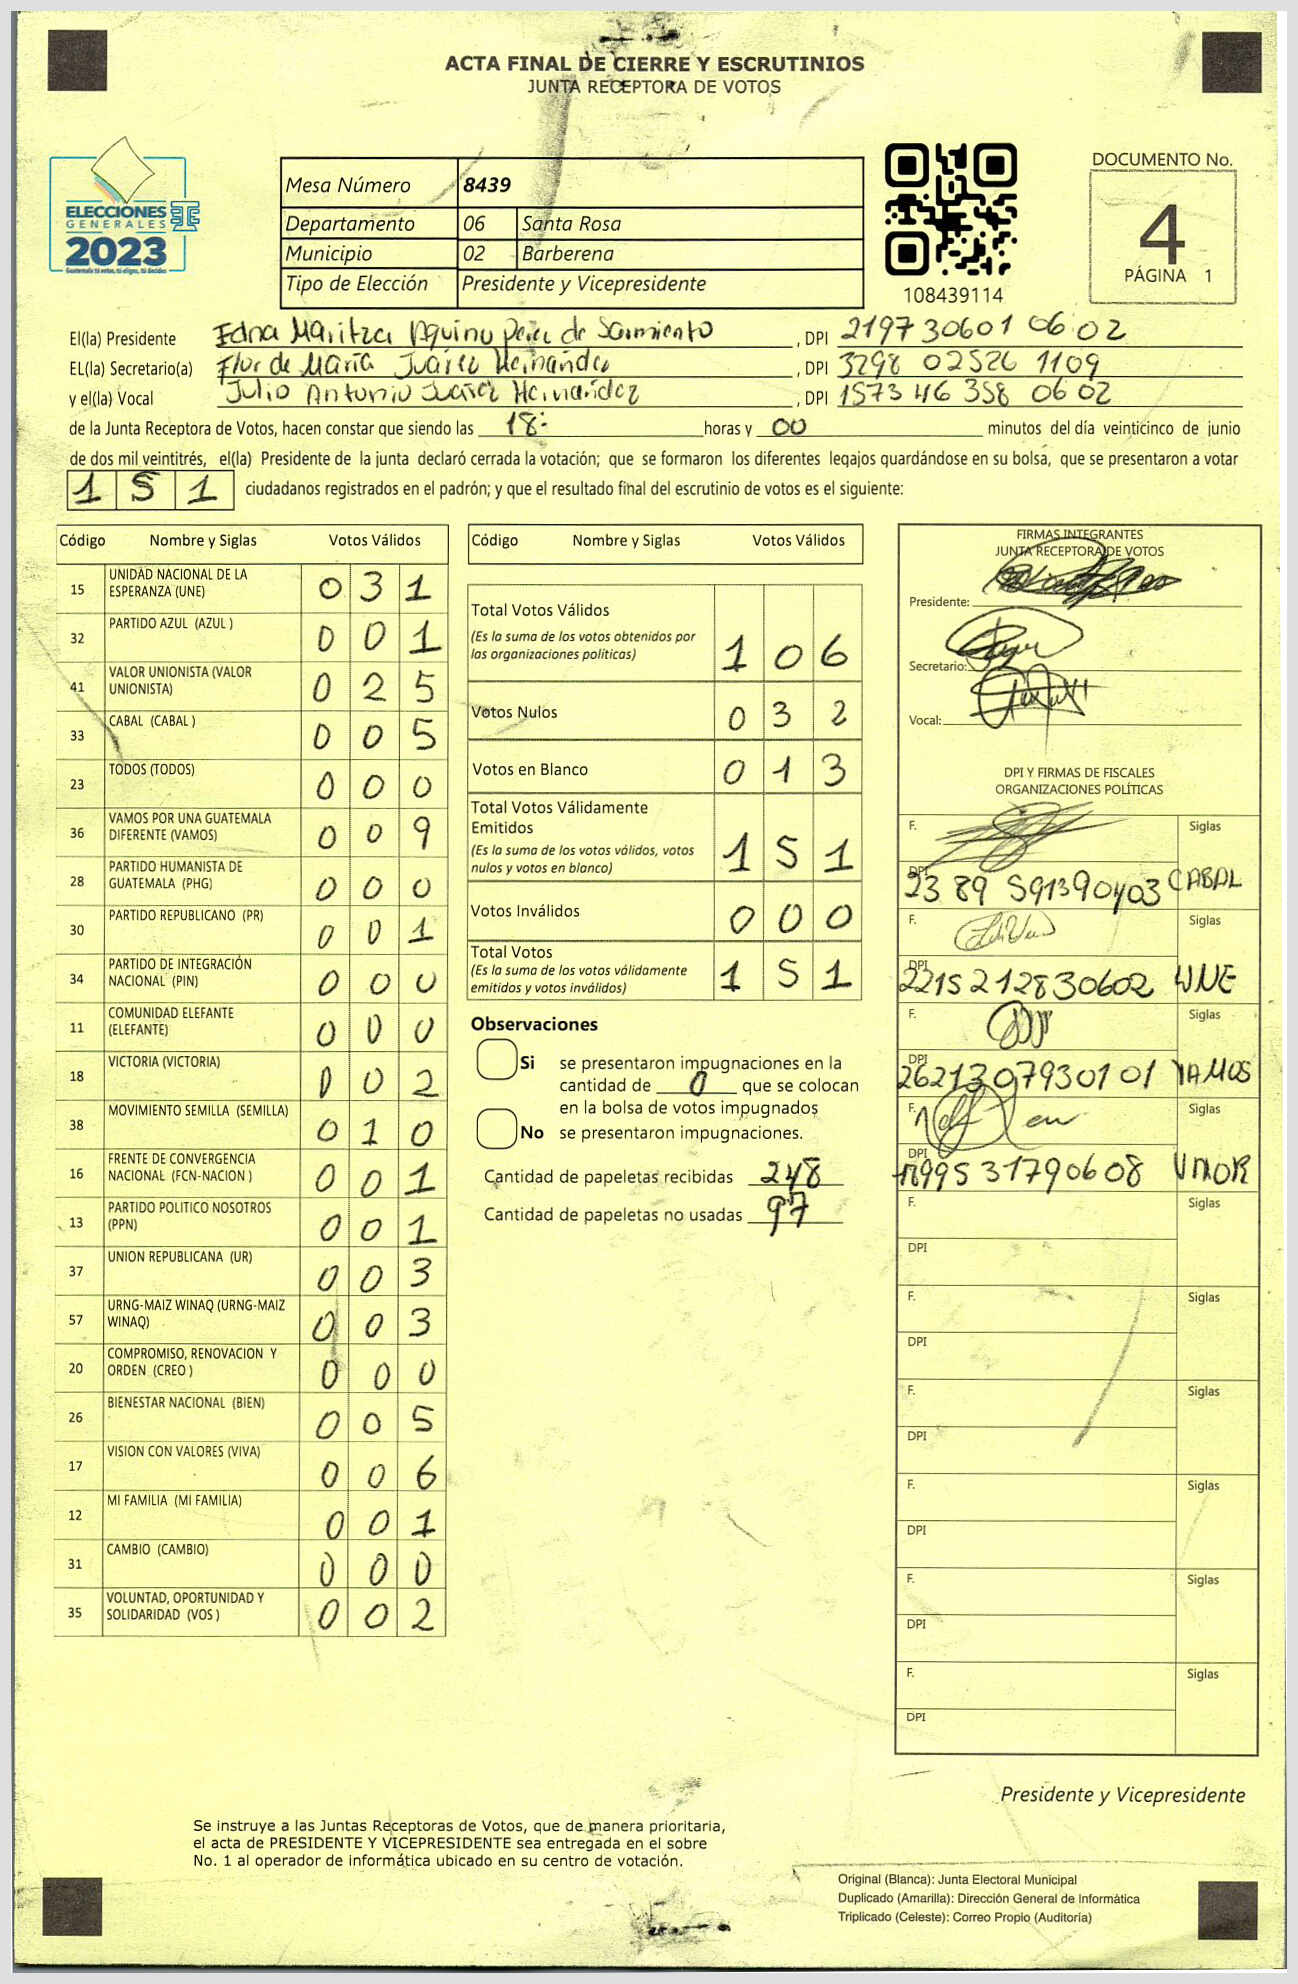 ACTA FINAL DE CIERRE Y ESCRUTINIOS
JUNTA RECEPTORA DE VOTOS
ELECCIONES
GENERALES
2023
Guatemala tú votas, tú eliges, tú decides
Mesa Número 8439
Departamento 06 Santa Rosa
Municipio 02 Barberena
Tipo de Elección Presidente y Vicepresidente
108439114
DOCUMENTO No.
4
PÁGINA 1
El(la) Presidente Edna Maritza Aquino Perez de Sarmiento , DPI 2197 30601 06 02
EL(la) Secretario(a) Flor de María Juárez Hernández , DPI 3298 02526 1109
y el(la) Vocal Julio Antonio Juárez Hernández , DPI 1573 46 358 06 02
de la Junta Receptora de Votos, hacen constar que siendo las 18: horas y 00 minutos del día veinticinco de junio
de dos mil veintitrés, el(la) Presidente de la junta declaró cerrada la votación; que se formaron los diferentes legajos guardándose en su bolsa, que se presentaron a votar
1 5 1 ciudadanos registrados en el padrón; y que el resultado final del escrutinio de votos es el siguiente:
Código Nombre y Siglas Votos Válidos
15 UNIDAD NACIONAL DE LA ESPERANZA (UNE) 0 3 1
32 PARTIDO AZUL (AZUL ) 0 0 1
41 VALOR UNIONISTA (VALOR UNIONISTA) 0 2 5
33 CABAL (CABAL ) 0 0 5
23 TODOS (TODOS) 0 0 0
36 VAMOS POR UNA GUATEMALA DIFERENTE (VAMOS) 0 0 9
28 PARTIDO HUMANISTA DE GUATEMALA (PHG) 0 0 0
30 PARTIDO REPUBLICANO (PR) 0 0 1
34 PARTIDO DE INTEGRACIÓN NACIONAL (PIN) 0 0 0
11 COMUNIDAD ELEFANTE (ELEFANTE) 0 0 0
18 VICTORIA (VICTORIA) 0 0 2
38 MOVIMIENTO SEMILLA (SEMILLA) 0 1 0
16 FRENTE DE CONVERGENCIA NACIONAL (FCN-NACION ) 0 0 1
13 PARTIDO POLITICO NOSOTROS (PPN) 0 0 1
37 UNION REPUBLICANA (UR) 0 0 3
57 URNG-MAIZ WINAQ (URNG-MAIZ WINAQ) 0 0 3
20 COMPROMISO, RENOVACION Y ORDEN (CREO ) 0 0 0
26 BIENESTAR NACIONAL (BIEN) 0 0 5
17 VISION CON VALORES (VIVA) 0 0 6
12 MI FAMILIA (MI FAMILIA) 0 0 1
31 CAMBIO (CAMBIO) 0 0 0
35 VOLUNTAD, OPORTUNIDAD Y SOLIDARIDAD (VOS ) 0 0 2
Código Nombre y Siglas Votos Válidos
Total Votos Válidos 1 0 6
(Es la suma de los votos obtenidos por
las organizaciones politicas)
Votos Nulos 0 3 2
Votos en Blanco 0 1 3
Total Votos Válidamente
Emitidos 1 5 1
(Es la suma de los votos válidos, votos
nulos y votos en blanco)
Votos Inválidos 0 0 0
Total Votos 1 5 1
(Es la suma de los votos válidamente
emitidos y votos inválidos)
Observaciones
Si se presentaron impugnaciones en la
cantidad de 0 que se colocan
en la bolsa de votos impugnados
No se presentaron impugnaciones.
Cantidad de papeletas recibidas 248
Cantidad de papeletas no usadas 97
FIRMAS INTEGRANTES
JUNTA RECEPTORA DE VOTOS
Presidente:
Secretario:
Vocal:
DPI Y FIRMAS DE FISCALES
ORGANIZACIONES POLÍTICAS
F. Siglas
DPI 23 89 591390403 CABAL
F. Siglas
DPI 2215 212830602 UNE
F. Siglas
DPI 262130793 01 01 VAMOS
F. Siglas
DPI 531790608 VALOR
F. Siglas
DPI
F. Siglas
DPI
F. Siglas
DPI
F. Siglas
DPI
F. Siglas
DPI
F. Siglas
DPI
Presidente y Vicepresidente
Se instruye a las Juntas Receptoras de Votos, que de manera prioritaria,
el acta de PRESIDENTE Y VICEPRESIDENTE sea entregada en el sobre
No. 1 al operador de informática ubicado en su centro de votación.
Original (Blanca): Junta Electoral Municipal
Duplicado (Amarilla): Dirección General de Informática
Triplicado (Celeste): Correo Propio (Auditoría)